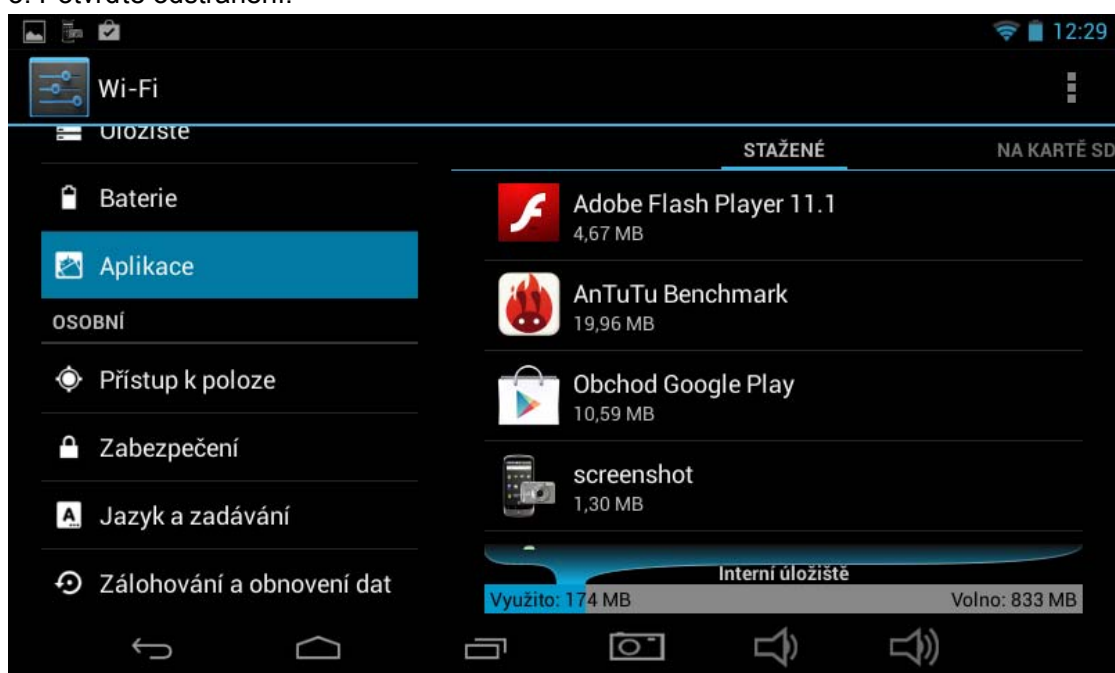 12:29
Wi-Fi
Úložiště
Baterie
Aplikace
OSOBNÍ
Přístup k poloze
Zabezpečení
Jazyk a zadávání
Zálohování a obnovení dat
STAŽENÉ
NA KARTĚ SD
Adobe Flash Player 11.1
4,67 MB
AnTuTu Benchmark
19,96 MB
Obchod Google Play
10,59 MB
screenshot
1,30 MB
Interní úložiště
Využito: 174 MB
Volno: 833 MB